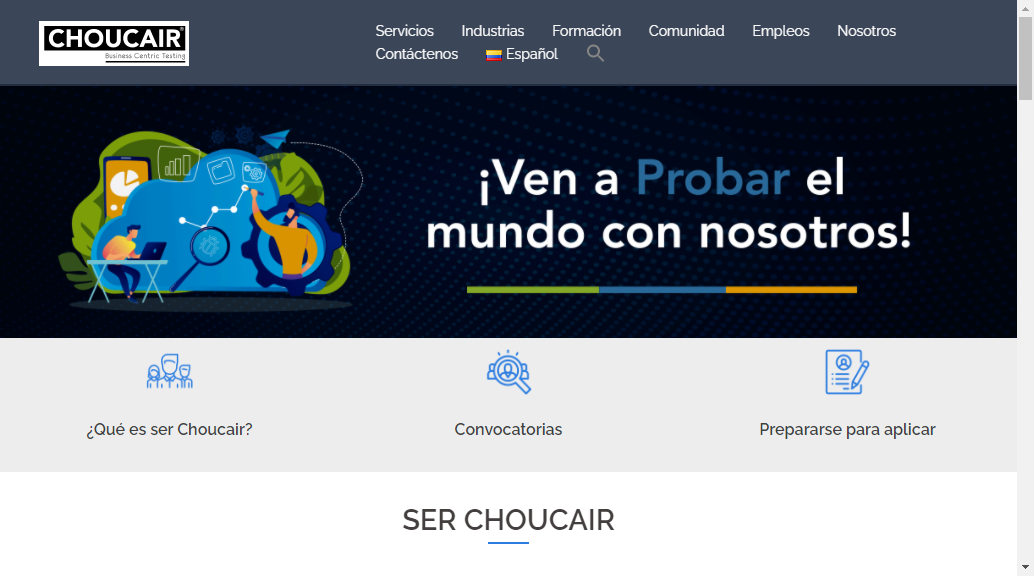 CHOUCAIR
Business Centric Testing
Servicios Industrias Formación Comunidad Empleos Nosotros
Contáctenos Español
¡Ven a Probar el
mundo con nosotros!
¿Qué es ser Choucair? Convocatorias Prepararse para aplicar
SER CHOUCAIR